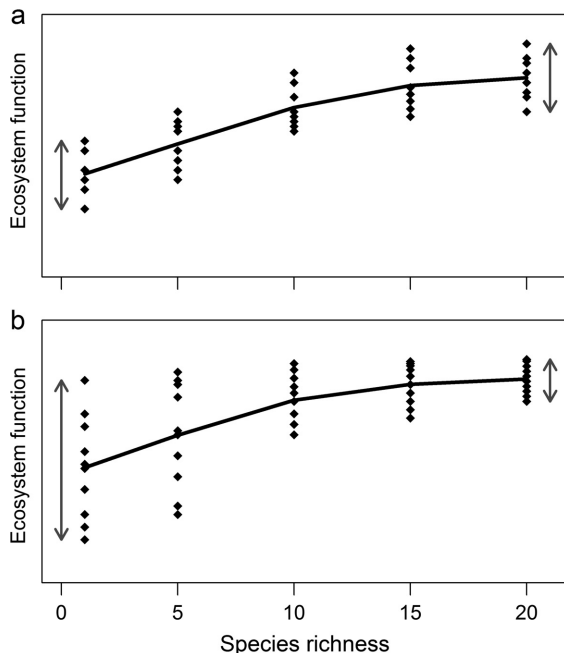 a
Ecosystem function
b
Ecosystem function
0 5 10 15 20
Species richness